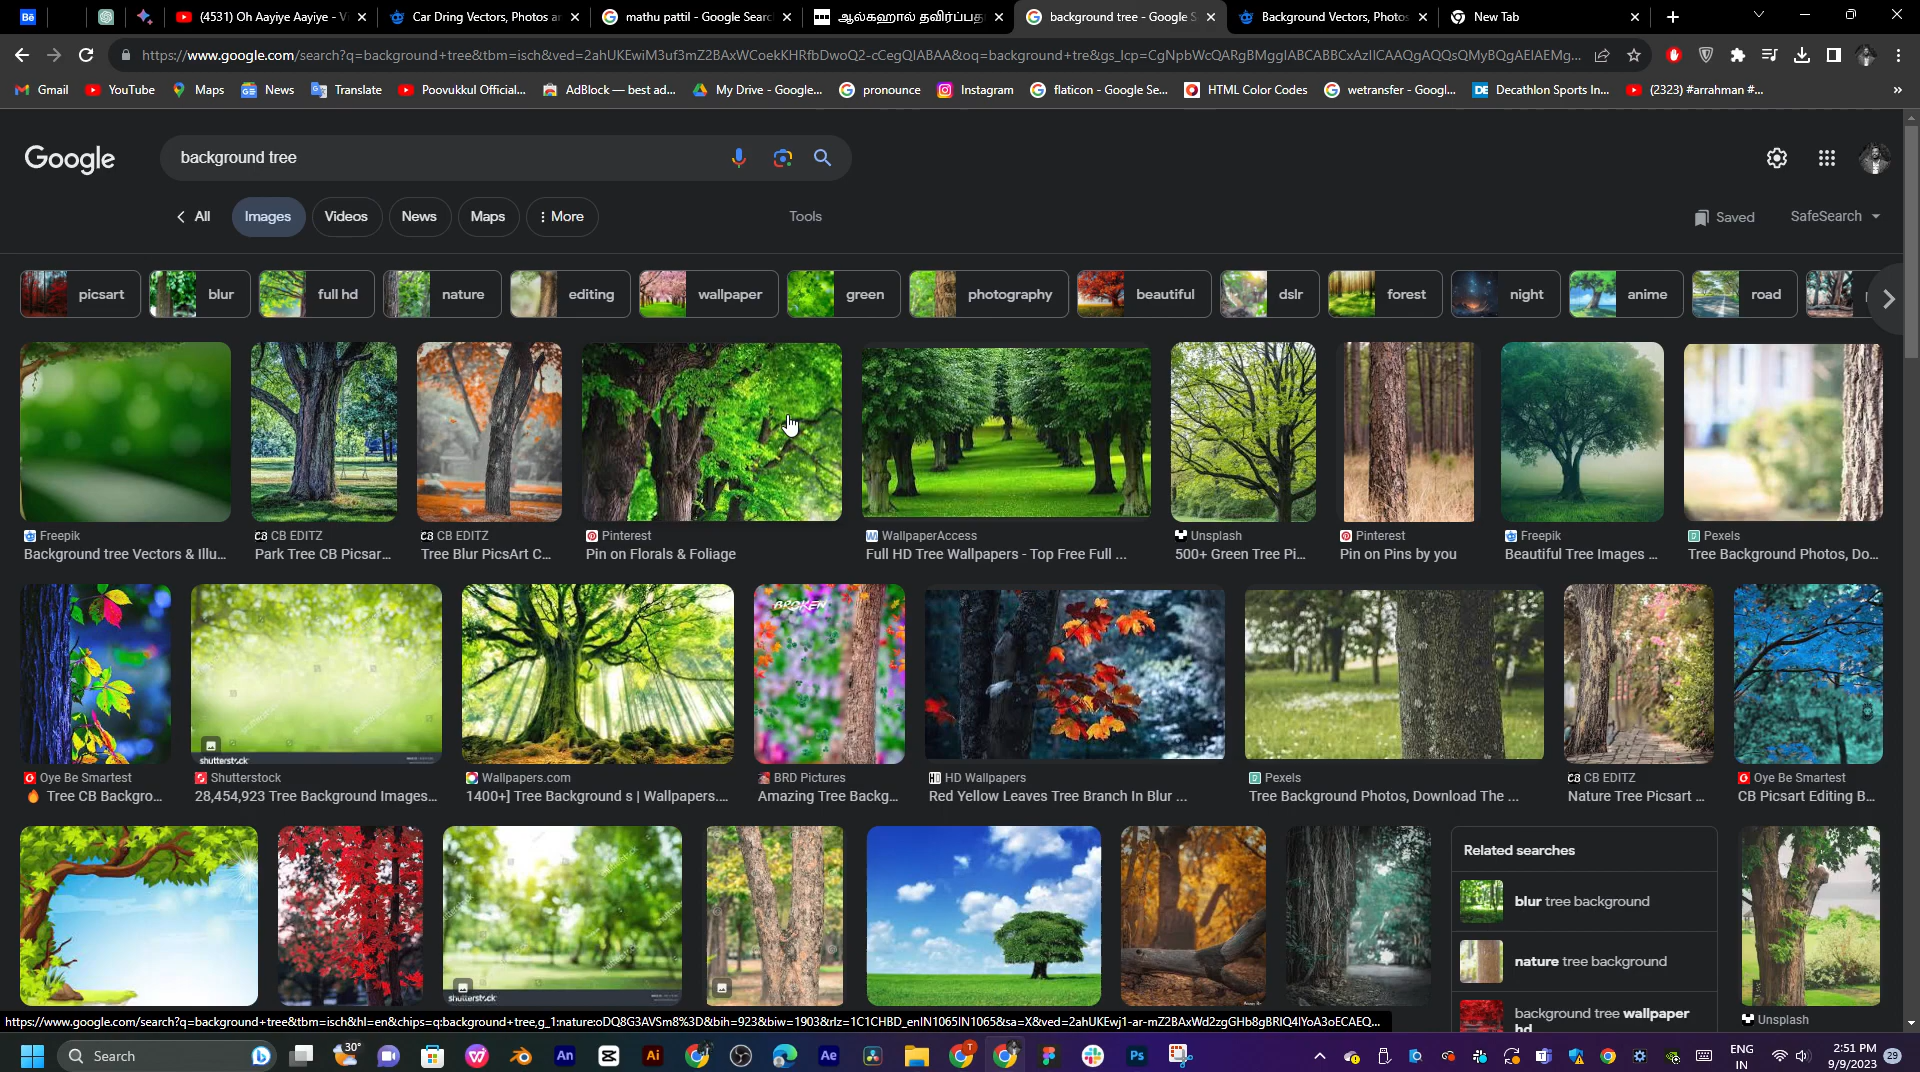 (4531) Oh Aayiye Aayiye - Vi
Car Dring Vectors, Photos a
mathu pattil - Google Searc
ஆல்கஹால் தவிர்ப்பத
background tree - Google S
Background Vectors, Photos
New Tab
https://www.google.com/search?q=background+tree&tbm=isch&ved=2ahUKEwiM3uf3mZ2BAxWCoekKHRfbDwoQ2-cCegQIABAA&oq=background+tre&gs_lcp=CgNpbWcQARgBMggIABCABBCxAzIICAAQgAQQsQMyBQgAEIAEMg...
Gmail
YouTube
Maps
News
Translate
Poovukkul Official...
AdBlock — best ad...
My Drive - Google...
pronounce
Instagram
flaticon - Google Se...
HTML Color Codes
wetransfer - Googl...
Decathlon Sports In...
(2323) #arrahman #...
Google
background tree
All
Images
Videos
News
Maps
More
Tools
Saved
SafeSearch
picsart
blur
full hd
nature
editing
wallpaper
green
photography
beautiful
dslr
forest
night
anime
road
Freepik
Background tree Vectors & Illu...
CB EDITZ
Park Tree CB Picsar...
CB EDITZ
Tree Blur PicsArt C...
Pinterest
Pin on Florals & Foliage
WallpaperAccess
Full HD Tree Wallpapers - Top Free Full ...
Unsplash
500+ Green Tree Pi...
Pinterest
Pin on Pins by you
Freepik
Beautiful Tree Images ...
Pexels
Tree Background Photos, Do...
BROKEN
shutterstock
Oye Be Smartest
🔥 Tree CB Backgro...
Shutterstock
28,454,923 Tree Background Images...
Wallpapers.com
1400+] Tree Background s | Wallpapers....
BRD Pictures
Amazing Tree Backg...
HD Wallpapers
Red Yellow Leaves Tree Branch In Blur ...
Pexels
Tree Background Photos, Download The ...
CB EDITZ
Nature Tree Picsart ...
Oye Be Smartest
CB Picsart Editing B...
shutterstock
Related searches
blur tree background
nature tree background
background tree wallpaper
hd
Unsplash
https://www.google.com/search?q=background+tree&tbm=isch&hl=en&chips=q:background+tree,g_1:nature:oDQ8G3AVSm8%3D&bih=923&biw=1903&rlz=1C1CHBD_enIN1065IN1065&sa=X&ved=2ahUKEwj1-ar-mZ2BAxWd2zgGHb8gBRIQ4lYoA3oECAEQ...
Search
30°
ENG
IN
2:51 PM
9/9/2023
29